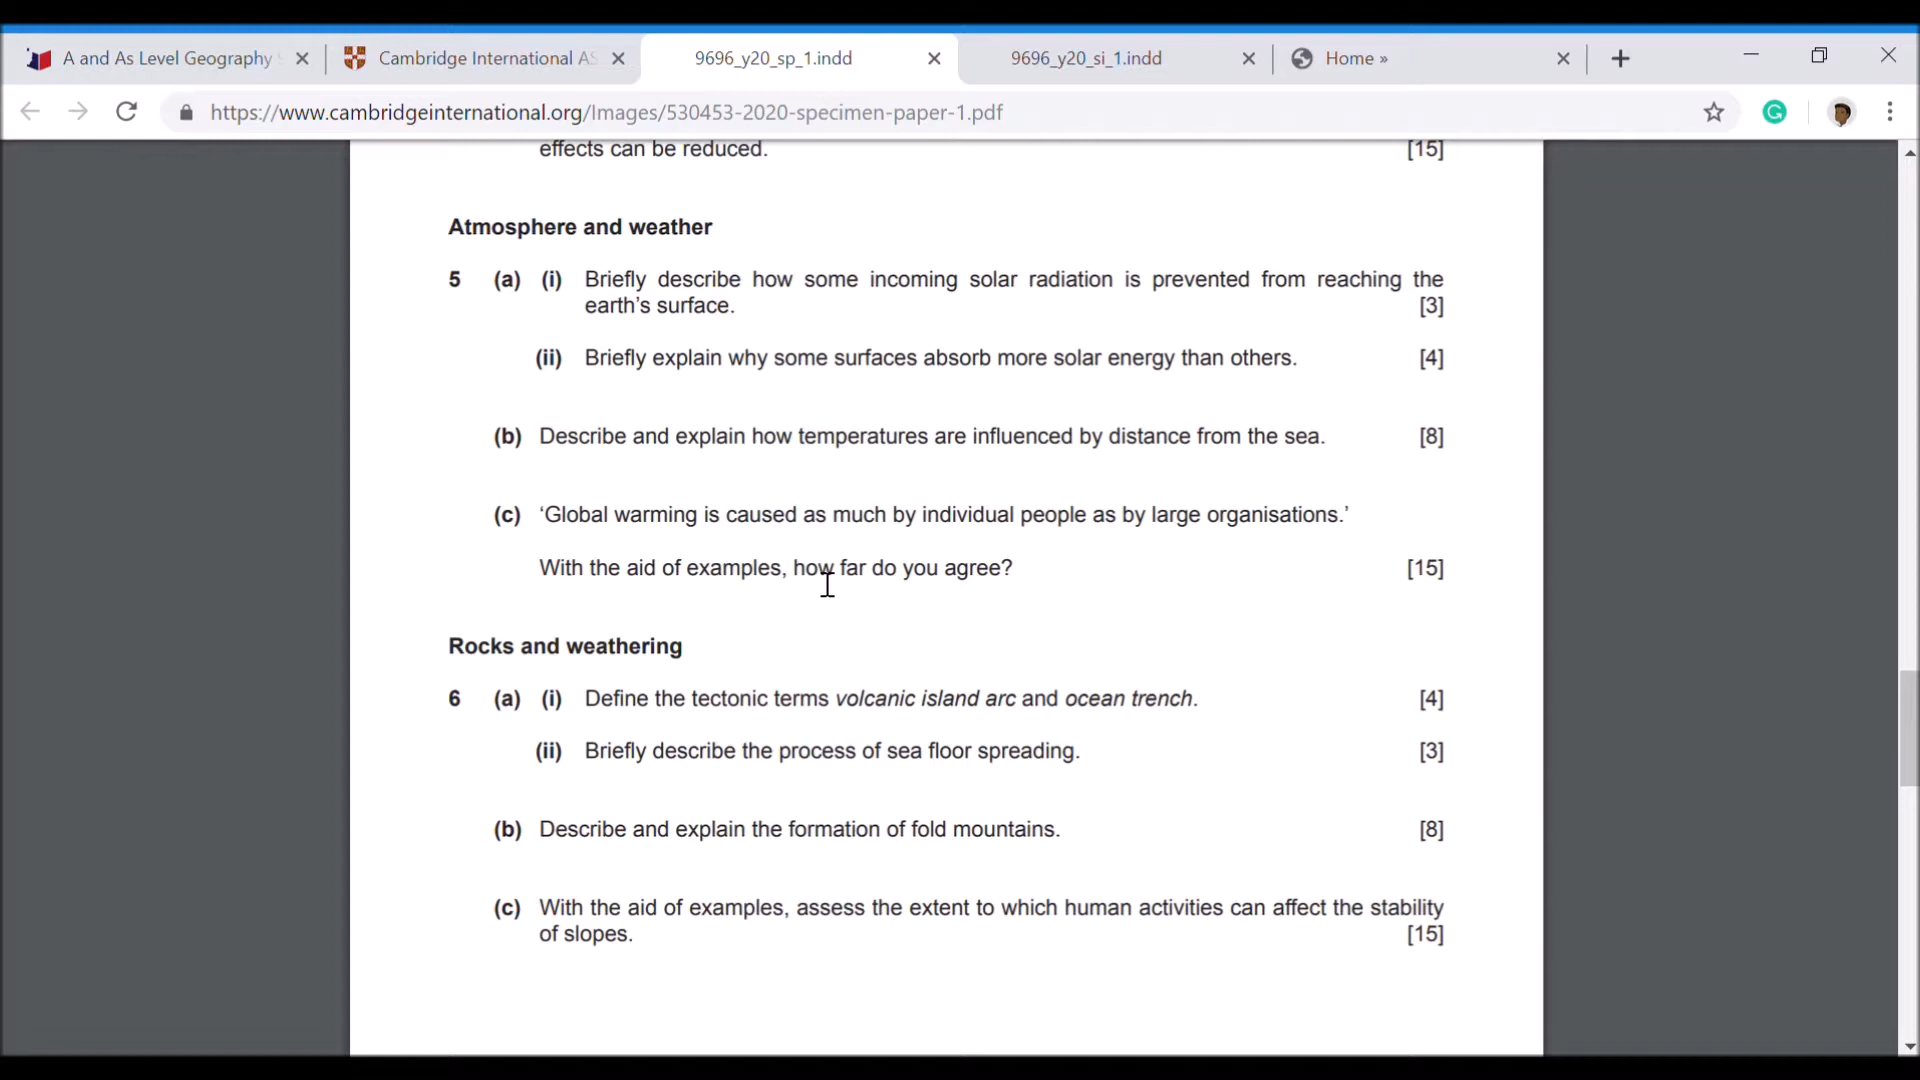 A and As Level Geography
Cambridge International AS
9696_y20_sp_1.indd
9696_y20_si_1.indd
Home »
https://www.cambridgeinternational.org/Images/530453-2020-specimen-paper-1.pdf
effects can be reduced. [15]
Atmosphere and weather
5 (a) (i) Briefly describe how some incoming solar radiation is prevented from reaching the
earth's surface. [3]
(ii) Briefly explain why some surfaces absorb more solar energy than others. [4]
(b) Describe and explain how temperatures are influenced by distance from the sea. [8]
(c) ‘Global warming is caused as much by individual people as by large organisations.’
With the aid of examples, how far do you agree? [15]
Rocks and weathering
6 (a) (i) Define the tectonic terms volcanic island arc and ocean trench. [4]
(ii) Briefly describe the process of sea floor spreading. [3]
(b) Describe and explain the formation of fold mountains. [8]
(c) With the aid of examples, assess the extent to which human activities can affect the stability
of slopes. [15]